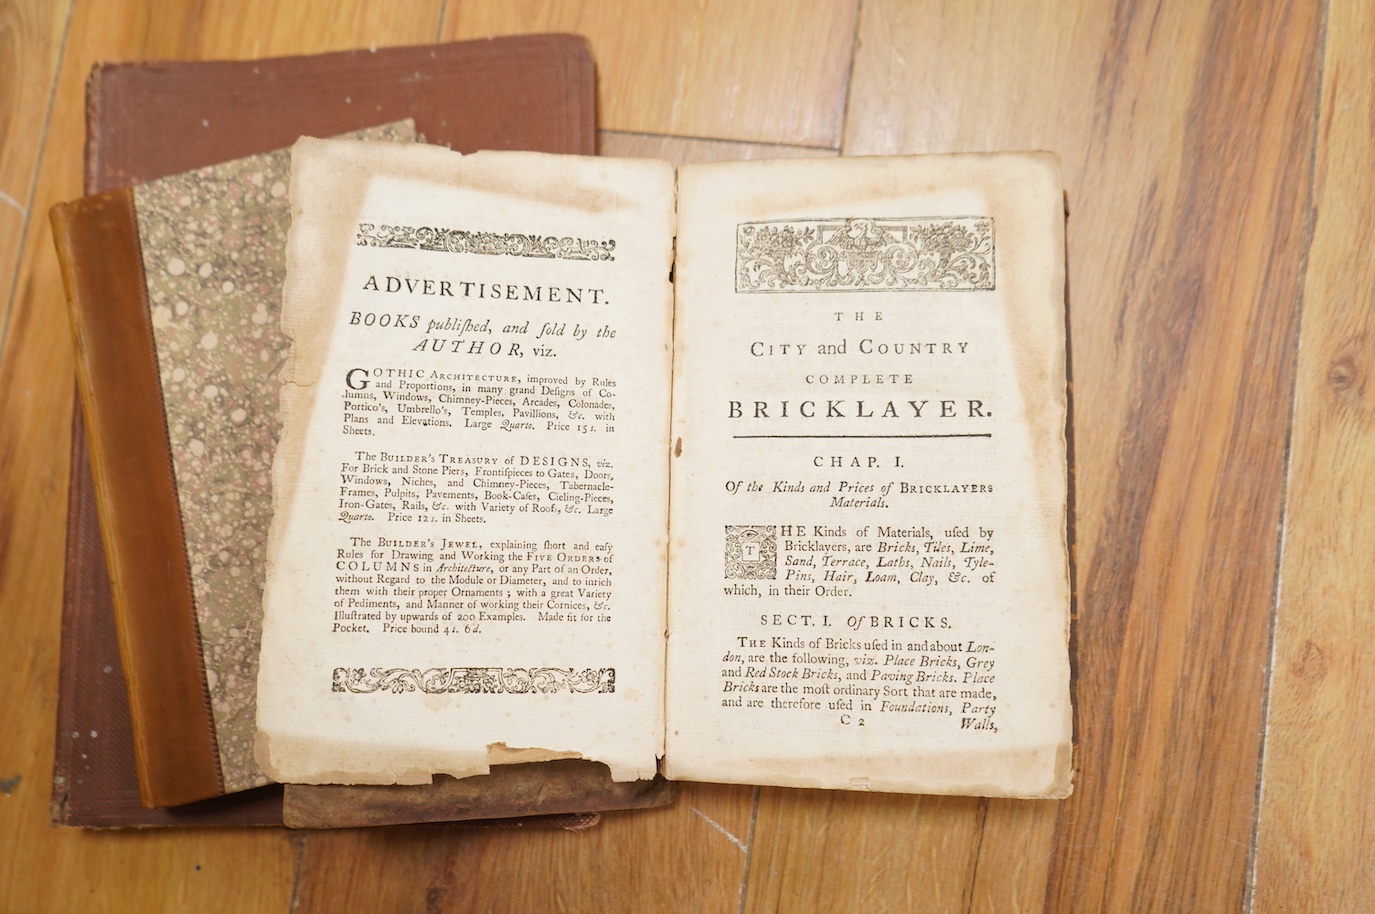 ADVERTISEMENT.
BOOKS publiſhed, and ſold by the
AUTHOR, viz.
GOTHIC ARCHITECTURE, improved by Rules
and Proportions, in many grand Deſigns of Co-
lumns, Windows, Chimney-Pieces, Arcades, Colonades,
Portico's, Umbrello's, Temples, Pavillions, &c. with
Plans and Elevations. Large Quarto. Price 15 s. in
Sheets.
The BUILDER'S TREASURY of DESIGNS, viz.
For Brick and Stone Piers, Frontiſpieces to Gates, Doors,
Windows, Niches, and Chimney-Pieces, Tabernacle-
Frames, Pulpits, Pavements, Book-Caſes, Cieling-Pieces,
Iron-Gates, Rails, &c. with Variety of Roofs, &c. Large
Quarto. Price 12 s. in Sheets.
The BUILDER'S JEWEL, explaining ſhort and eaſy
Rules for Drawing and Working the FIVE ORDERS of
COLUMNS in Architecture, or any Part of an Order,
without Regard to the Module or Diameter, and to inrich
them with their proper Ornaments ; with a great Variety
of Pediments, and Manner of working their Cornices, &c.
Illuſtrated by upwards of 200 Examples. Made fit for the
Pocket. Price bound 4 s. 6 d.
THE
CITY and COUNTRY
COMPLETE
BRICKLAYER.
CHAP. I.
Of the Kinds and Prices of BRICKLAYERS
Materials.
THE Kinds of Materials, uſed by
Bricklayers, are Bricks, Tiles, Lime,
Sand, Terrace, Laths, Nails, Tyle-
Pins, Hair, Loam, Clay, &c. of
which, in their Order.
SECT. I. Of BRICKS.
THE Kinds of Bricks uſed in and about Lon-
don, are the following, viz. Place Bricks, Grey
and Red Stock Bricks, and Paving Bricks. Place
Bricks are the moſt ordinary Sort that are made,
and are therefore uſed in Foundations, Party
C 2 Walls,